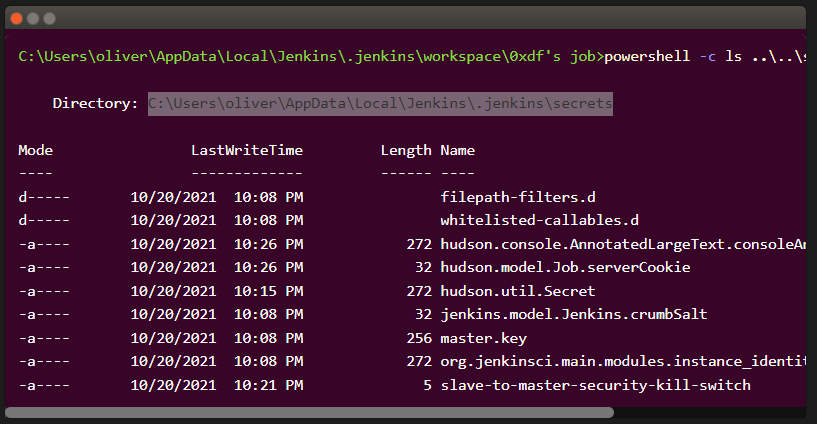 C:\Users\oliver\AppData\Local\Jenkins\.jenkins\workspace\0xdf's job>powershell -c ls ..\..\s
Directory: C:\Users\oliver\AppData\Local\Jenkins\.jenkins\secrets
Mode LastWriteTime Length Name
---- ------------- ------ ----
d----- 10/20/2021 10:08 PM filepath-filters.d
d----- 10/20/2021 10:08 PM whitelisted-callables.d
-a---- 10/20/2021 10:26 PM 272 hudson.console.AnnotatedLargeText.consoleAn
-a---- 10/20/2021 10:26 PM 32 hudson.model.Job.serverCookie
-a---- 10/20/2021 10:15 PM 272 hudson.util.Secret
-a---- 10/20/2021 10:08 PM 32 jenkins.model.Jenkins.crumbSalt
-a---- 10/20/2021 10:08 PM 256 master.key
-a---- 10/20/2021 10:08 PM 272 org.jenkinsci.main.modules.instance_identit
-a---- 10/20/2021 10:21 PM 5 slave-to-master-security-kill-switch